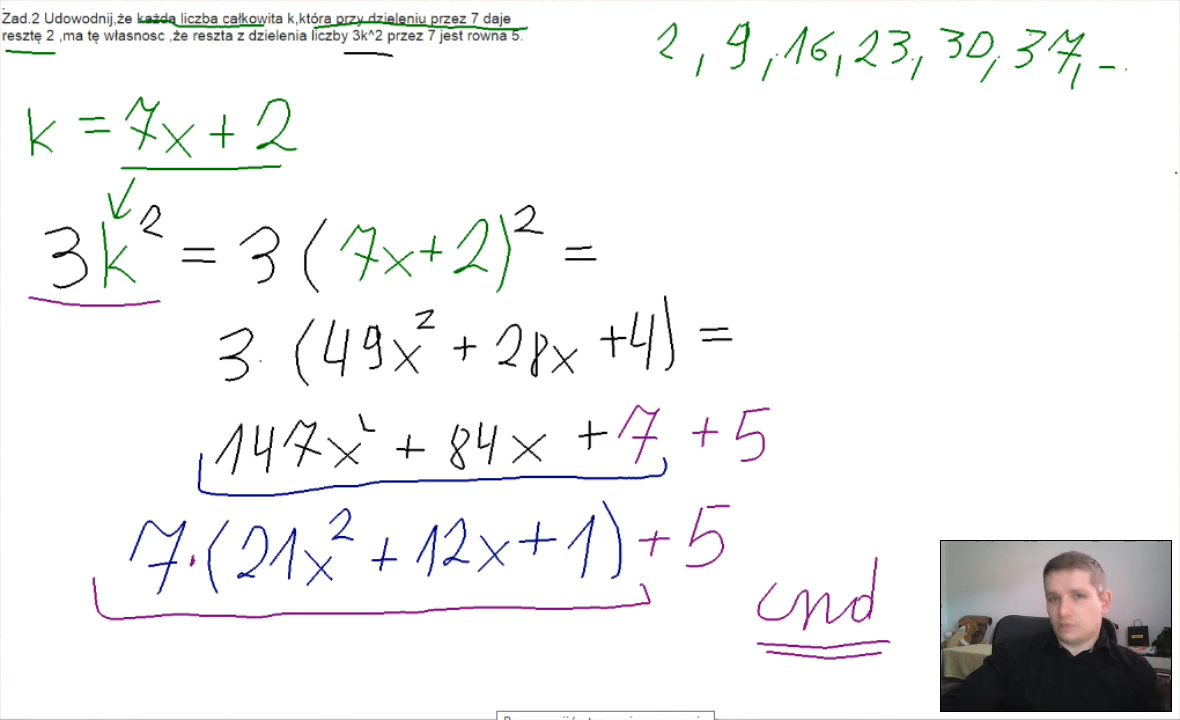 Zad.2 Udowodnij,że każda liczba całkowita k,która przy dzieleniu przez 7 daje
resztę 2 ,ma tę własnosc ,że reszta z dzielenia liczby 3k^2 przez 7 jest rowna 5.
2, 9, 16, 23, 30, 37, - ..
k = 7x + 2
3k² = 3 (7x+2)² =
3 · (49x² + 28x + 4) =
147x² + 84x + 7 + 5
7·(21x² + 12x + 1) + 5
cnd